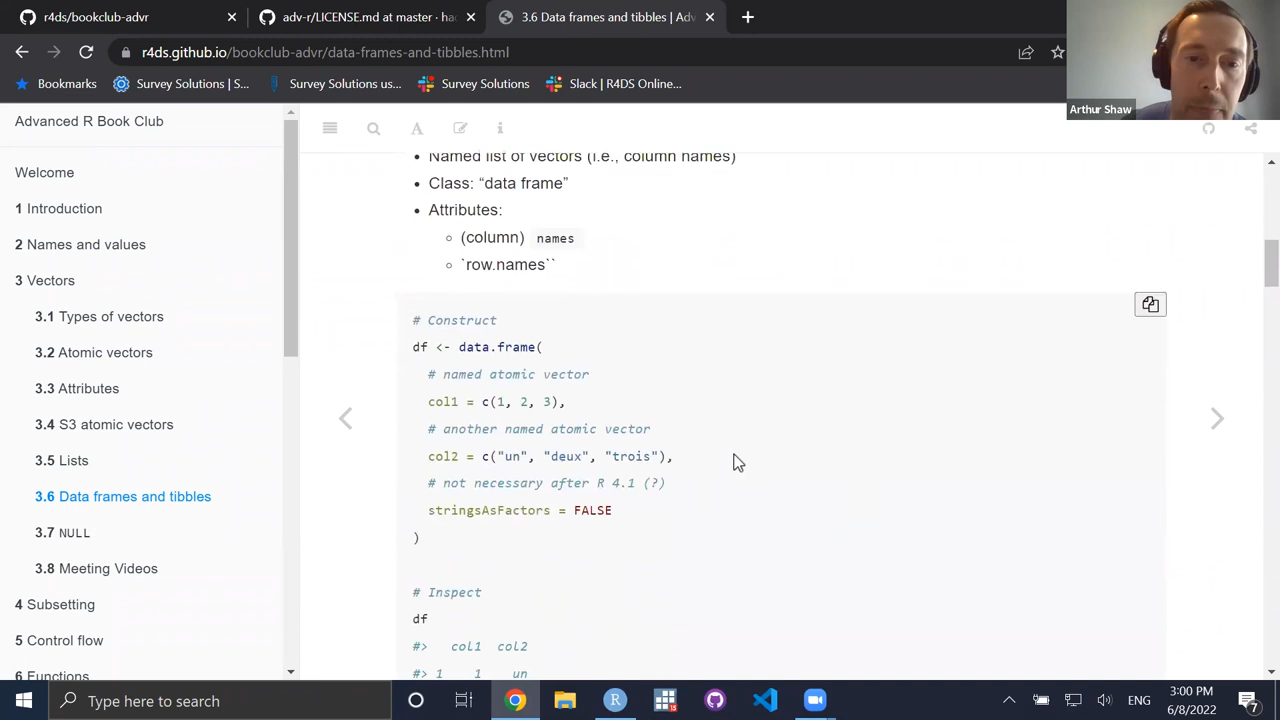 r4ds/bookclub-advr
adv-r/LICENSE.md at master · ha
3.6 Data frames and tibbles | Adv
r4ds.github.io/bookclub-advr/data-frames-and-tibbles.html
Bookmarks
Survey Solutions | S...
Survey Solutions us...
Survey Solutions
Slack | R4DS Onlin...
Arthur Shaw
Advanced R Book Club
Welcome
1 Introduction
2 Names and values
3 Vectors
3.1 Types of vectors
3.2 Atomic vectors
3.3 Attributes
3.4 S3 atomic vectors
3.5 Lists
3.6 Data frames and tibbles
3.7 NULL
3.8 Meeting Videos
4 Subsetting
5 Control flow
6 Functions
• Named list of vectors (i.e., column names)
• Class: “data frame”
• Attributes:
(column) names
`row.names``
# Construct
df <- data.frame(
# named atomic vector
col1 = c(1, 2, 3),
# another named atomic vector
col2 = c("un", "deux", "trois"),
# not necessary after R 4.1 (?)
stringsAsFactors = FALSE
)
# Inspect
df
#> col1 col2
#> 1 1 un
Type here to search
ENG
3:00 PM
6/8/2022
7